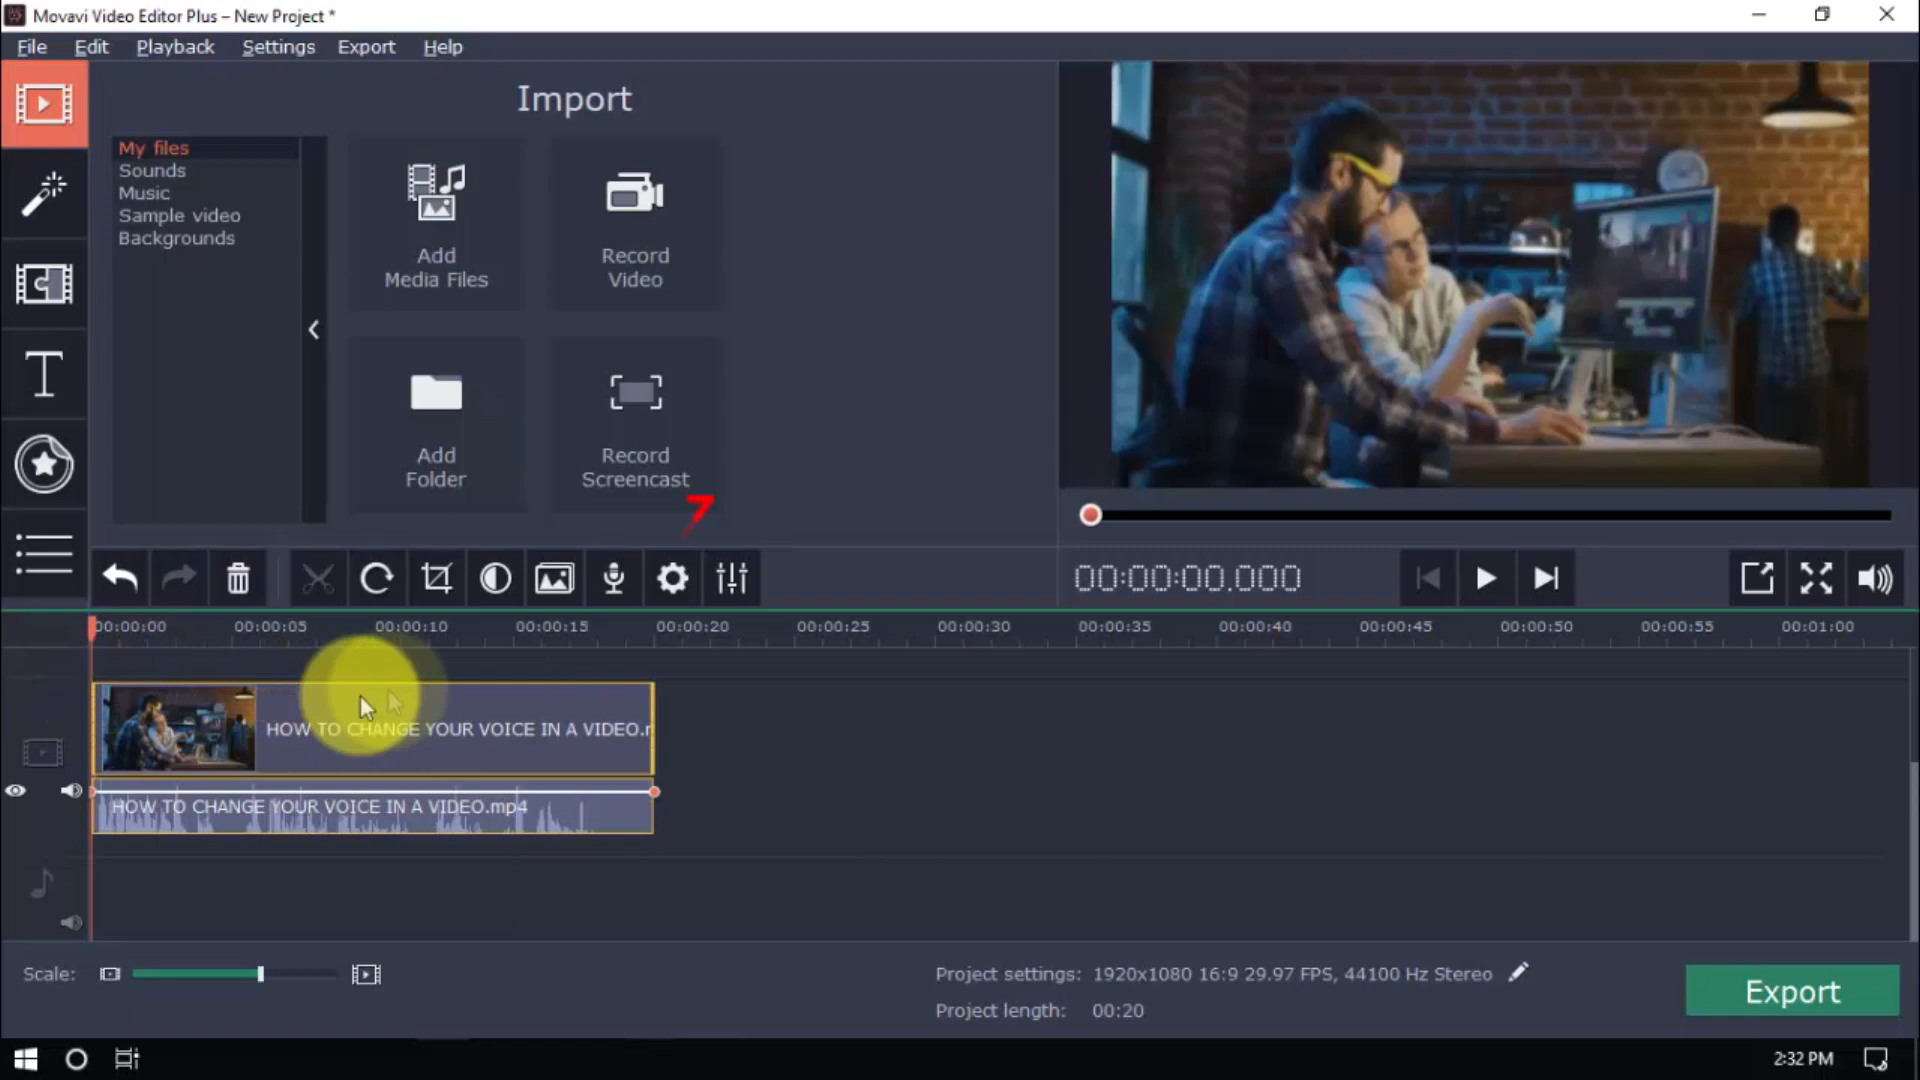 Movavi Video Editor Plus – New Project *
File Edit Playback Settings Export Help
Import
My files
Sounds
Music
Sample video
Backgrounds
Add
Media Files
Record
Video
Add
Folder
Record
Screencast
00:00:00.000
00:00:00 00:00:05 00:00:10 00:00:15 00:00:20 00:00:25 00:00:30 00:00:35 00:00:40 00:00:45 00:00:50 00:00:55 00:01:00
HOW TO CHANGE YOUR VOICE IN A VIDEO.r
HOW TO CHANGE YOUR VOICE IN A VIDEO.mp4
Scale:
Project settings: 1920x1080 16:9 29.97 FPS, 44100 Hz Stereo
Project length: 00:20
Export
2:32 PM